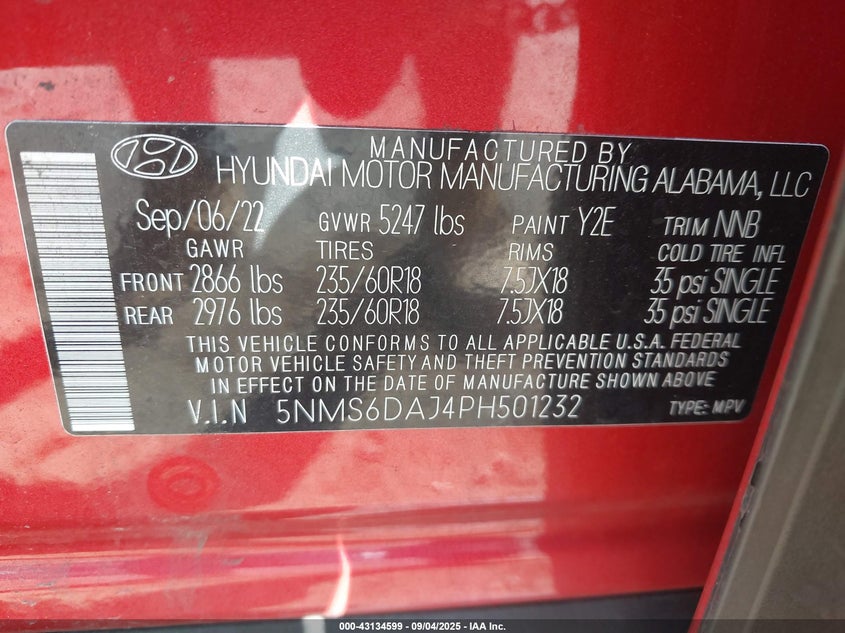 MANUFACTURED BY
HYUNDAI MOTOR MANUFACTURING ALABAMA, LLC
Sep/06/22 GVWR 5247 lbs PAINT Y2E TRIM NNB
GAWR TIRES RIMS COLD TIRE INFL
FRONT 2866 lbs 235/60R18 7.5JX18 35 psi SINGLE
REAR 2976 lbs 235/60R18 7.5JX18 35 psi SINGLE
THIS VEHICLE CONFORMS TO ALL APPLICABLE U.S.A. FEDERAL
MOTOR VEHICLE SAFETY AND THEFT PREVENTION STANDARDS
IN EFFECT ON THE DATE OF MANUFACTURE SHOWN ABOVE
V.I.N 5NMS6DAJ4PH501232 TYPE: MPV
000-43134599 - 09/04/2025 - IAA Inc.